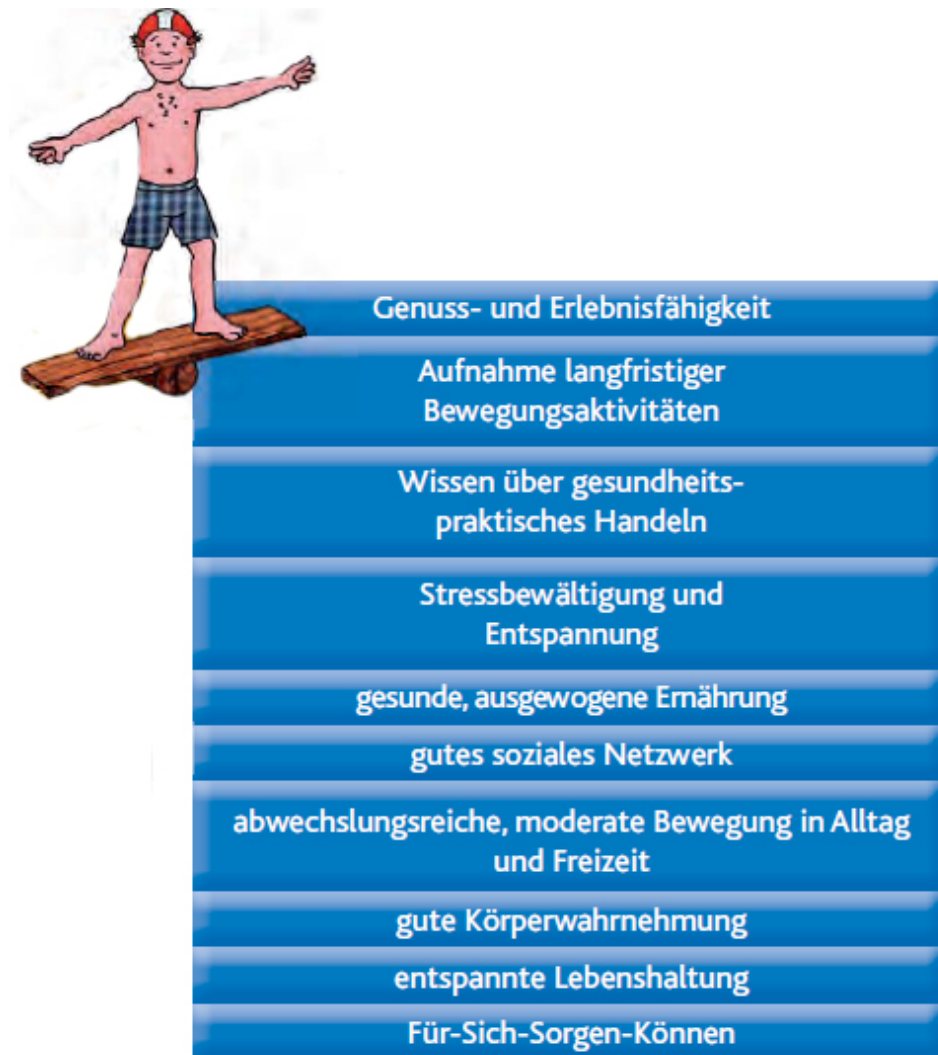 Genuss- und Erlebnisfähigkeit
Aufnahme langfristiger
Bewegungsaktivitäten
Wissen über gesundheits-
praktisches Handeln
Stressbewältigung und
Entspannung
gesunde, ausgewogene Ernährung
gutes soziales Netzwerk
abwechslungsreiche, moderate Bewegung in Alltag
und Freizeit
gute Körperwahrnehmung
entspannte Lebenshaltung
Für-Sich-Sorgen-Können